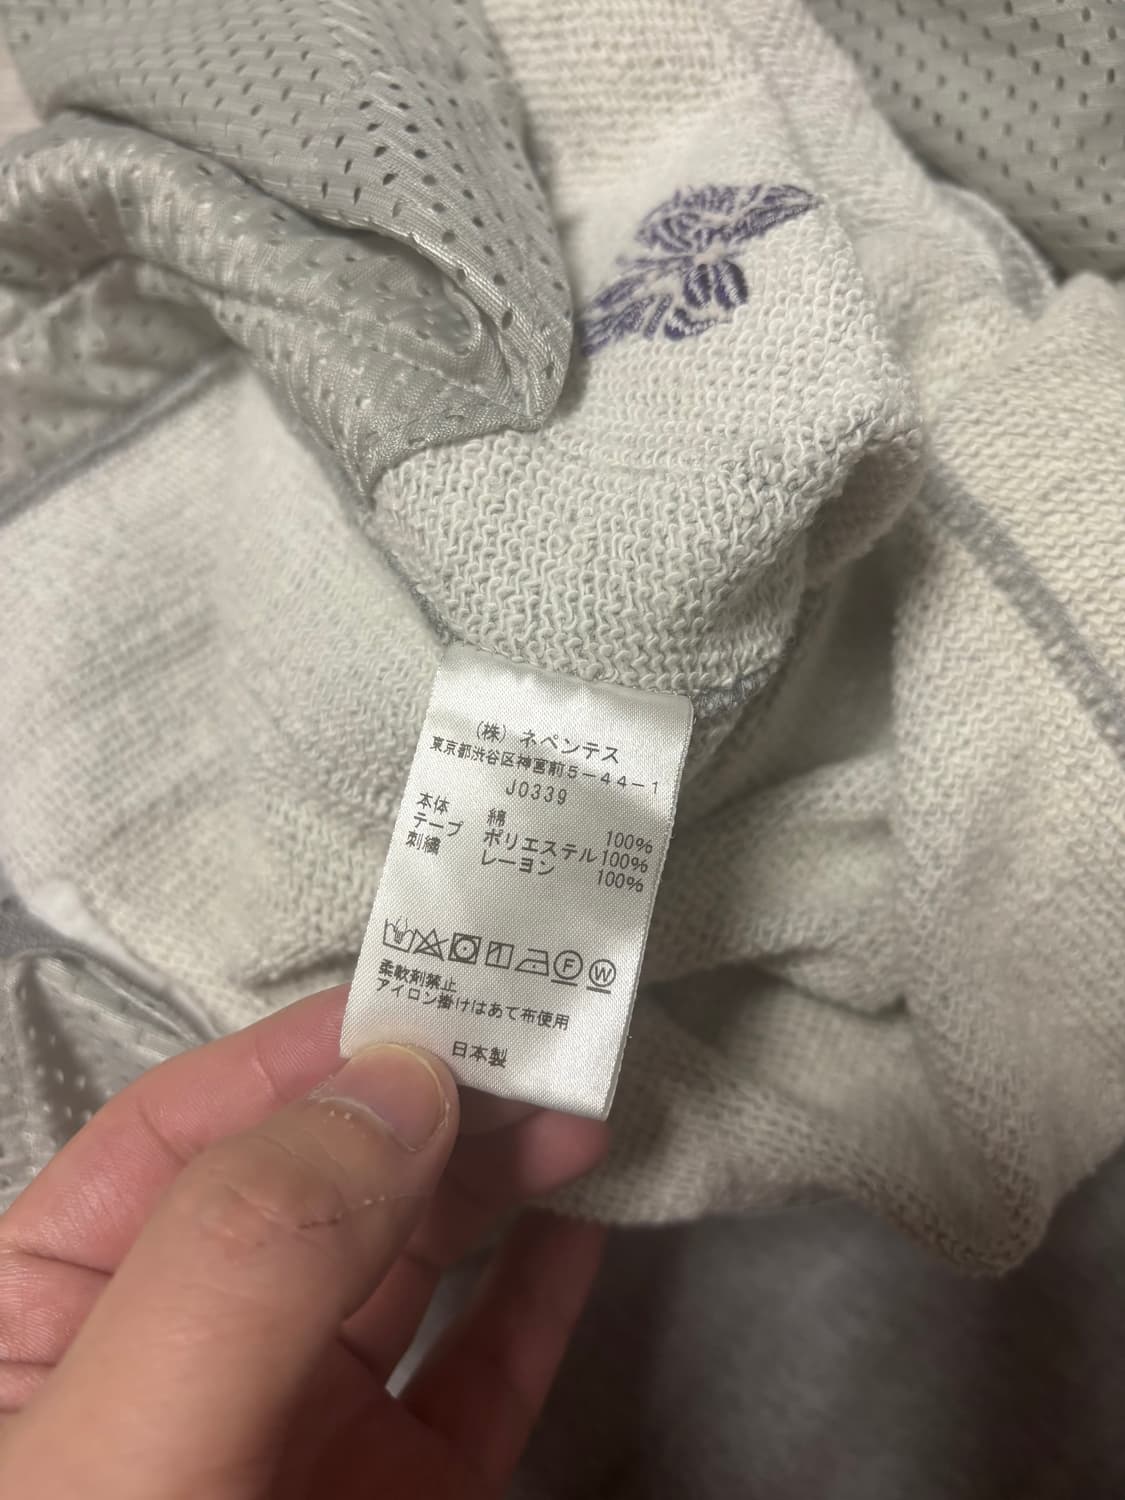 (株) ネペンテス
東京都渋谷区神宮前5-44-1
J0339
本体 綿 100%
テープ ポリエステル100%
刺繍 レーヨン 100%
F W
柔軟剤禁止
アイロン掛けはあて布使用
日本製